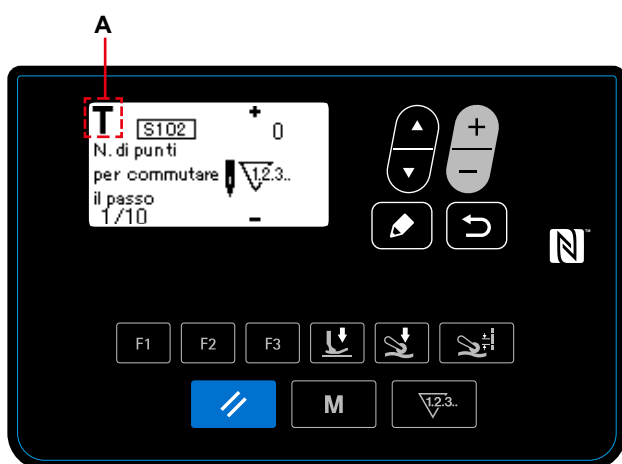 A
T
S102
+
0
N. di punti
per commutare
1.2.3..
il passo
1/10
-
+
-
N™
F1
F2
F3
M
1.2.3..